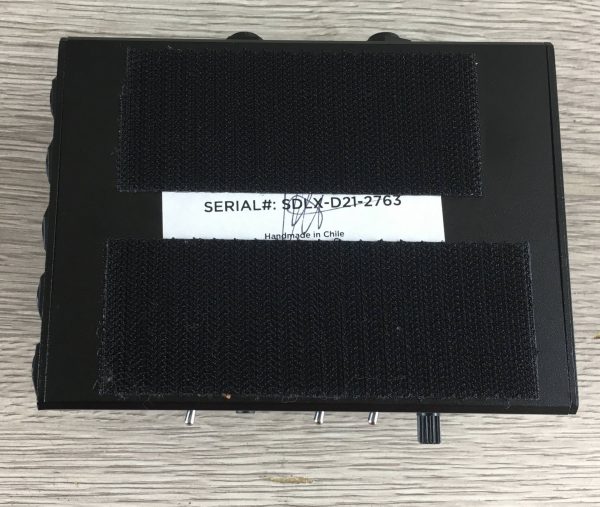 SERIAL#: SDLX-D21-2763
Handmade in Chile